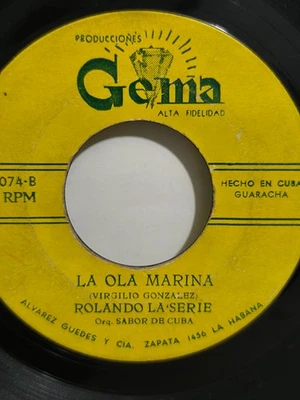 PRODUCCIONES
Gema
ALTA FIDELIDAD
074-B
RPM
HECHO EN CUBA
GUARACHA
LA OLA MARINA
(VIRGILIO GONZALEZ)
ROLANDO LA'SERIE
Orq. SABOR DE CUBA
ALVAREZ GUEDES Y CIA. ZAPATA 1456 LA HABANA